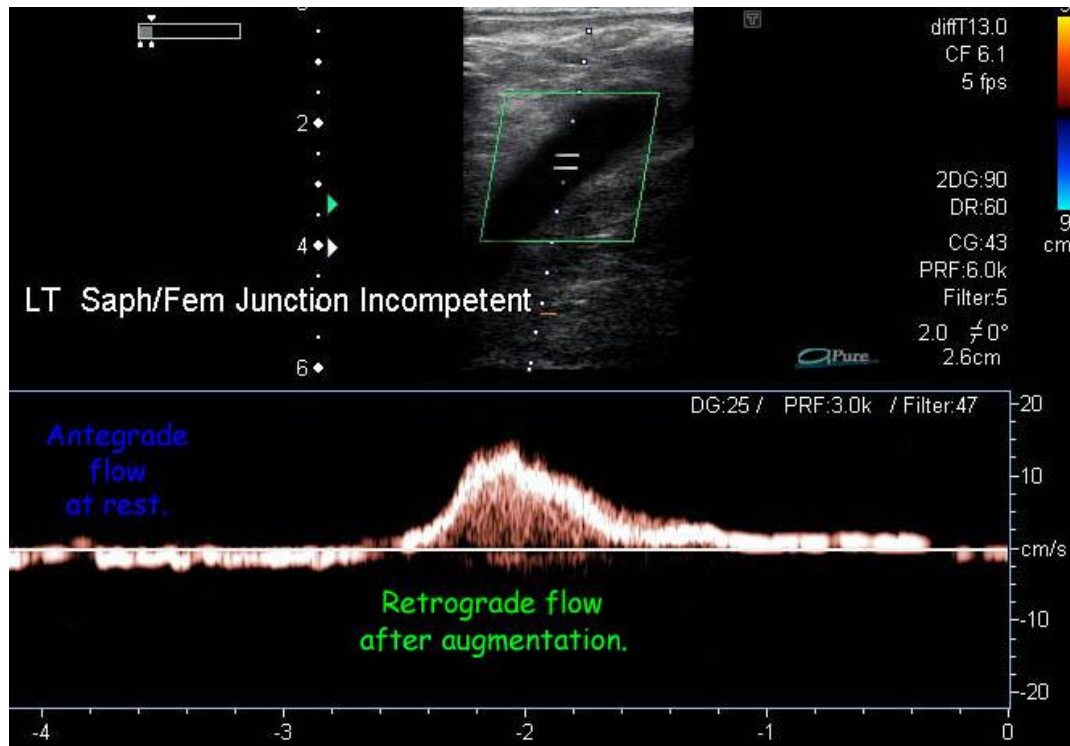 diffT13.0
CF 6.1
5 fps
2
2DG:90
DR:60
9
4
CG:43
cm
PRF:6.0k
LT Saph/Fem Junction Incompetent
Filter:5
2.0 0°
2.6cm
Pure
6
DG:25 / PRF:3.0k / Filter:47
20
Antegrade
flow
at rest.
10
cm/s
Retrograde flow
after augmentation.
-10
-20
-4 -3 -2 -1 0